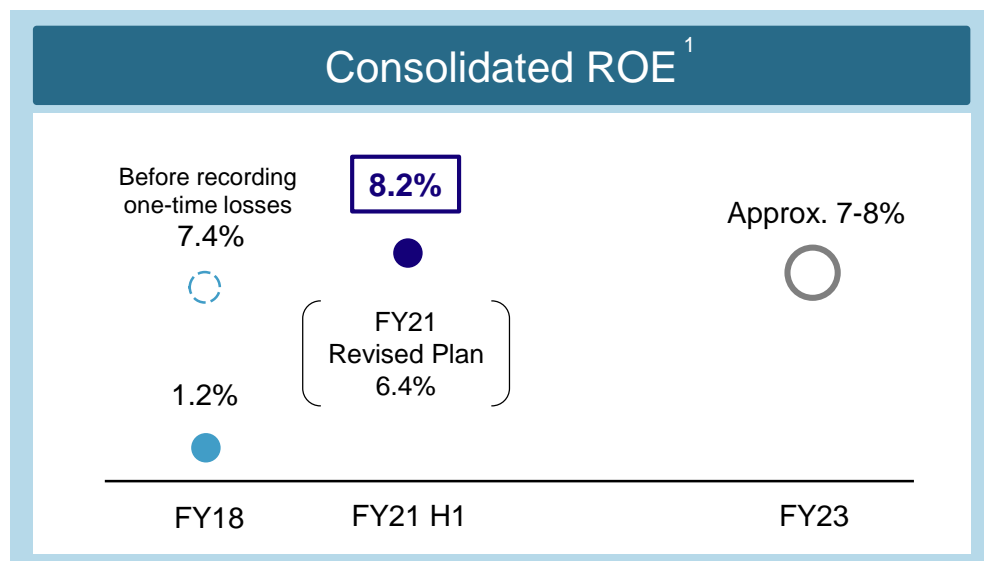 Consolidated ROE 1
Before recording
one-time losses
7.4%
8.2%
Approx. 7-8%
FY21
Revised Plan
6.4%
1.2%
FY18
FY21 H1
FY23